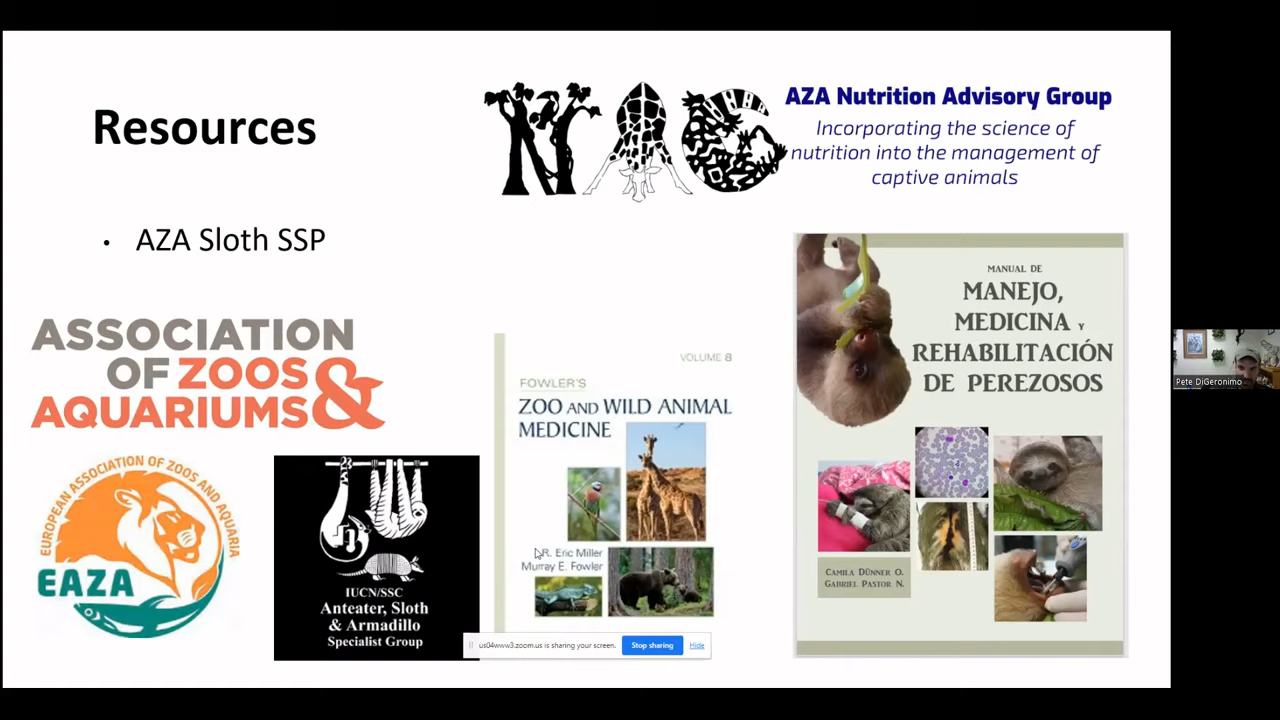 Resources
NAG
AZA Nutrition Advisory Group
Incorporating the science of
nutrition into the management of
captive animals
• AZA Sloth SSP
ASSOCIATION
OF ZOOS &
AQUARIUMS
EUROPEAN ASSOCIATION OF ZOOS AND AQUARIA
EAZA
IUCN/SSC
Anteater, Sloth
& Armadillo
Specialist Group
VOLUME 8
FOWLER'S
ZOO AND WILD ANIMAL
MEDICINE
R. Eric Miller
Murray E. Fowler
MANUAL DE
MANEJO,
MEDICINA Y
REHABILITACIÓN
DE PEREZOSOS
CAMILA DÜNNER O.
GABRIEL PASTOR N.
us04www3.zoom.us is sharing your screen. Stop sharing Hide
Pete DiGeronimo